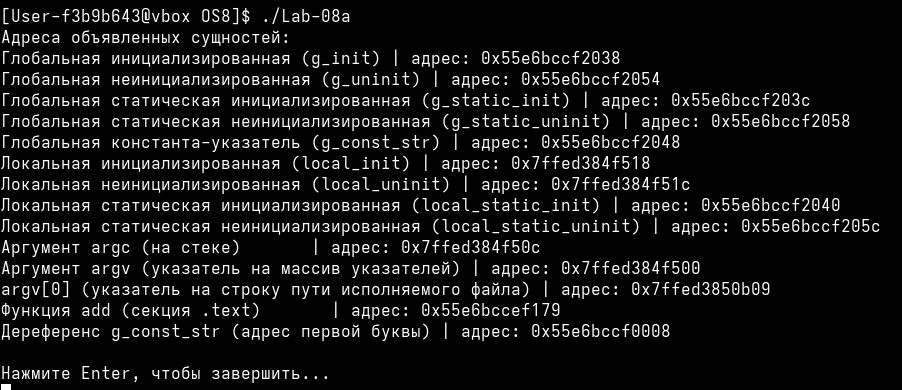 [User-f3b9b643@vbox OS8]$ ./Lab-08a
Адреса объявленных сущностей:
Глобальная инициализированная (g_init) | адрес: 0x55e6bccf2038
Глобальная неинициализированная (g_uninit) | адрес: 0x55e6bccf2054
Глобальная статическая инициализированная (g_static_init) | адрес: 0x55e6bccf203c
Глобальная статическая неинициализированная (g_static_uninit) | адрес: 0x55e6bccf2058
Глобальная константа-указатель (g_const_str) | адрес: 0x55e6bccf2048
Локальная инициализированная (local_init) | адрес: 0x7ffed384f518
Локальная неинициализированная (local_uninit) | адрес: 0x7ffed384f51c
Локальная статическая инициализированная (local_static_init) | адрес: 0x55e6bccf2040
Локальная статическая неинициализированная (local_static_uninit) | адрес: 0x55e6bccf205c
Аргумент argc (на стеке)       | адрес: 0x7ffed384f50c
Аргумент argv (указатель на массив указателей) | адрес: 0x7ffed384f500
argv[0] (указатель на строку пути исполняемого файла) | адрес: 0x7ffed3850b09
Функция add (секция .text)       | адрес: 0x55e6bccef179
Дереференс g_const_str (адрес первой буквы) | адрес: 0x55e6bccf0008
Нажмите Enter, чтобы завершить...